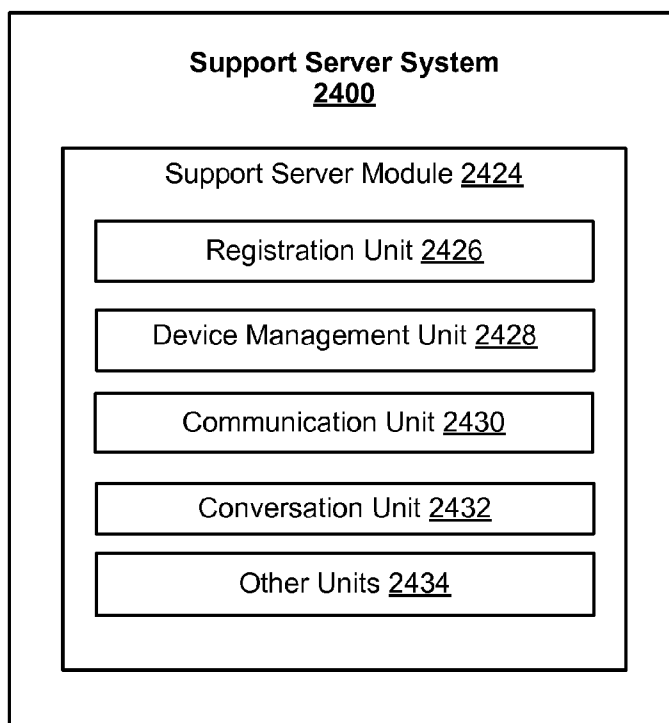 Support Server System
2400
Support Server Module 2424
Registration Unit 2426
Device Management Unit 2428
Communication Unit 2430
Conversation Unit 2432
Other Units 2434